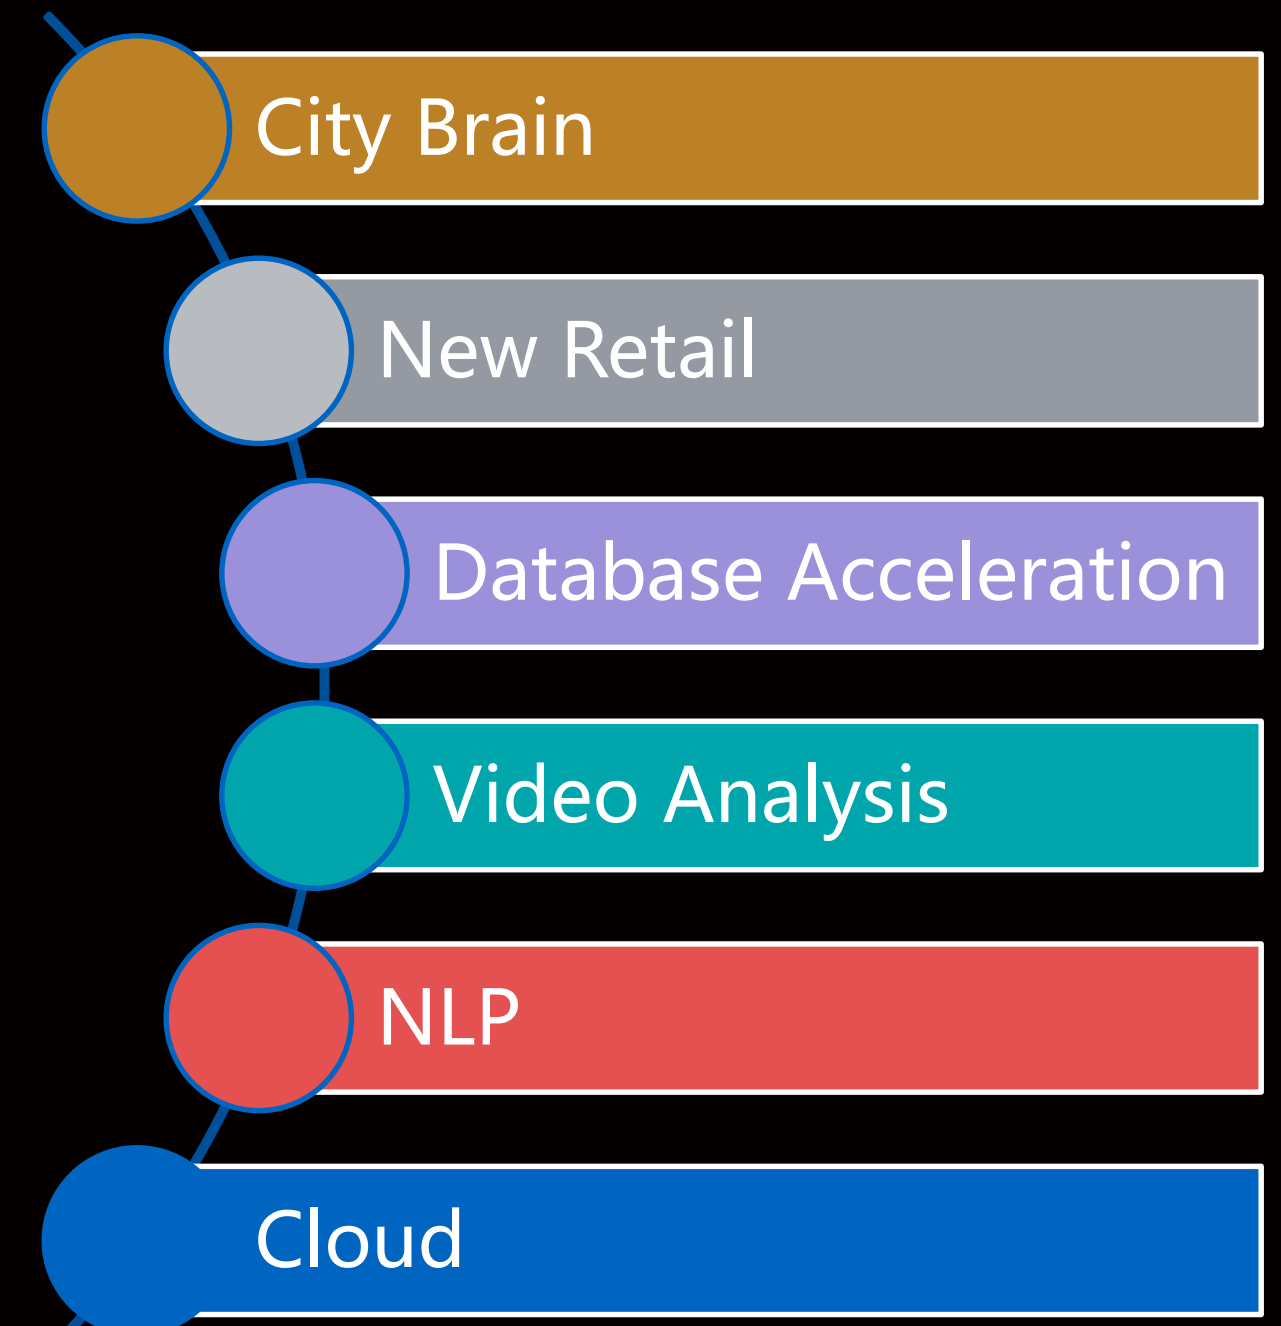 City Brain
New Retail
Database Acceleration
Video Analysis
NLP
Cloud